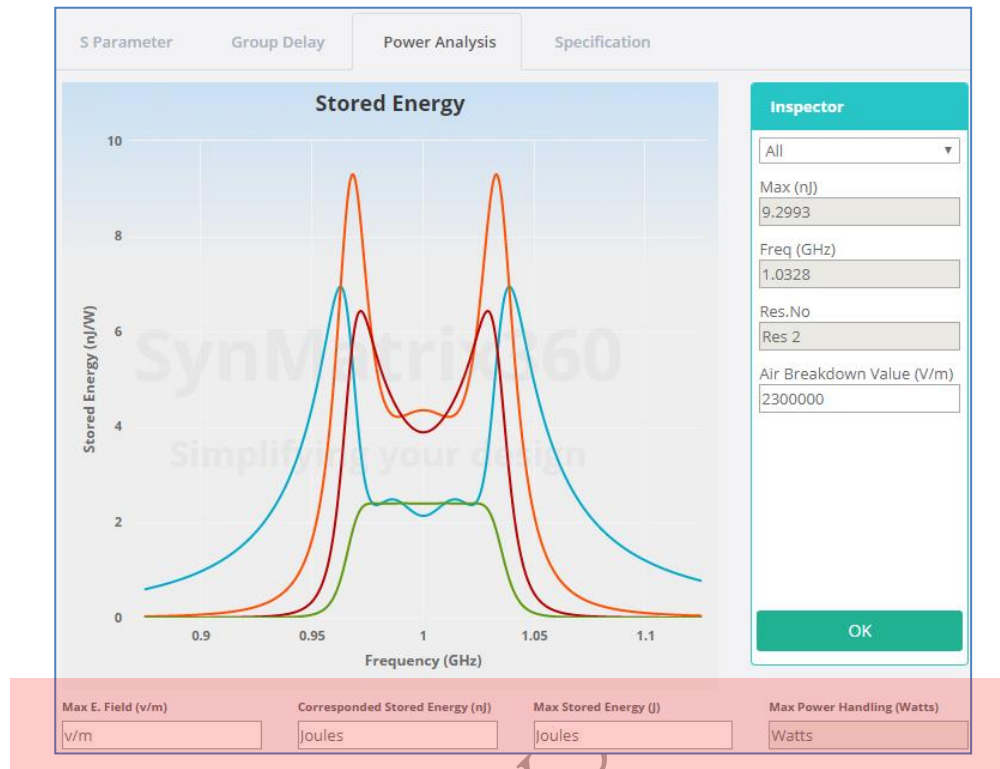 S Parameter
Group Delay
Power Analysis
Specification
Stored Energy
10
8
6
4
2
0
Stored Energy (nJ/W)
0.9
0.95
1
1.05
1.1
Frequency (GHz)
SynMatrix360
Simplifying your design
Inspector
All
Max (nJ)
9.2993
Freq (GHz)
1.0328
Res.No
Res 2
Air Breakdown Value (V/m)
2300000
OK
Max E. Field (v/m)
v/m
Corresponded Stored Energy (nJ)
Joules
Max Stored Energy (J)
Joules
Max Power Handling (Watts)
Watts